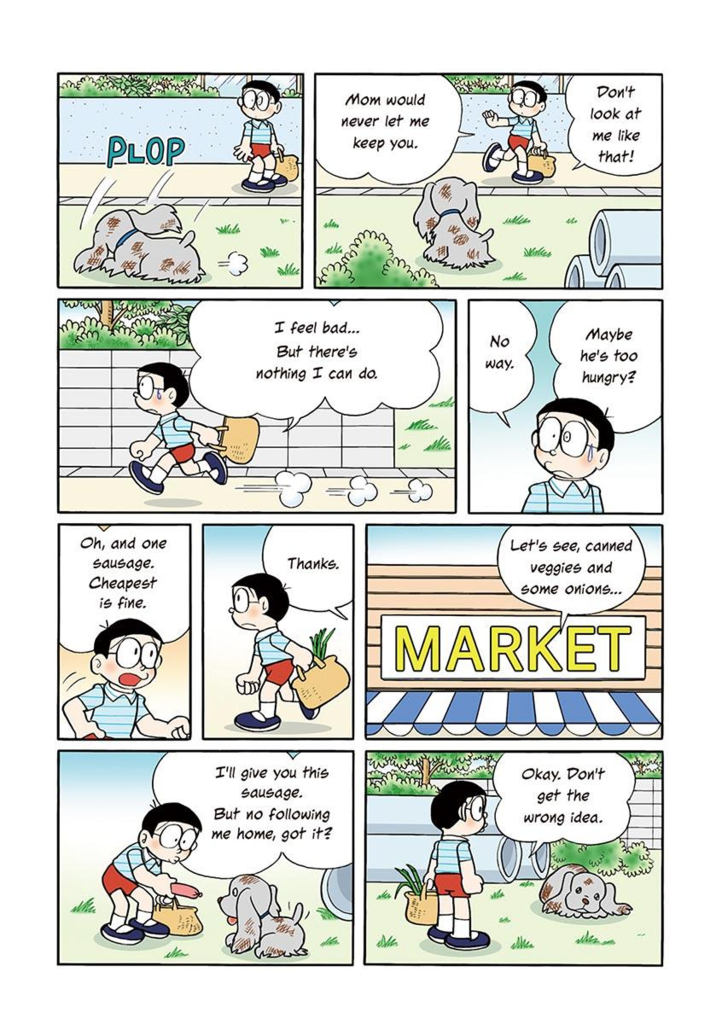 Don't
look at
me like
that!
Mom would
never let me
keep you.
PLOP
Maybe
he's too
hungry?
No
way.
I feel bad...
But there's
nothing I can do.
Let's see, canned
veggies and
some onions...
MARKET
Thanks.
Oh, and one
sausage.
Cheapest
is fine.
Okay. Don't
get the
wrong idea.
I'll give you this
sausage.
But no following
me home, got it?